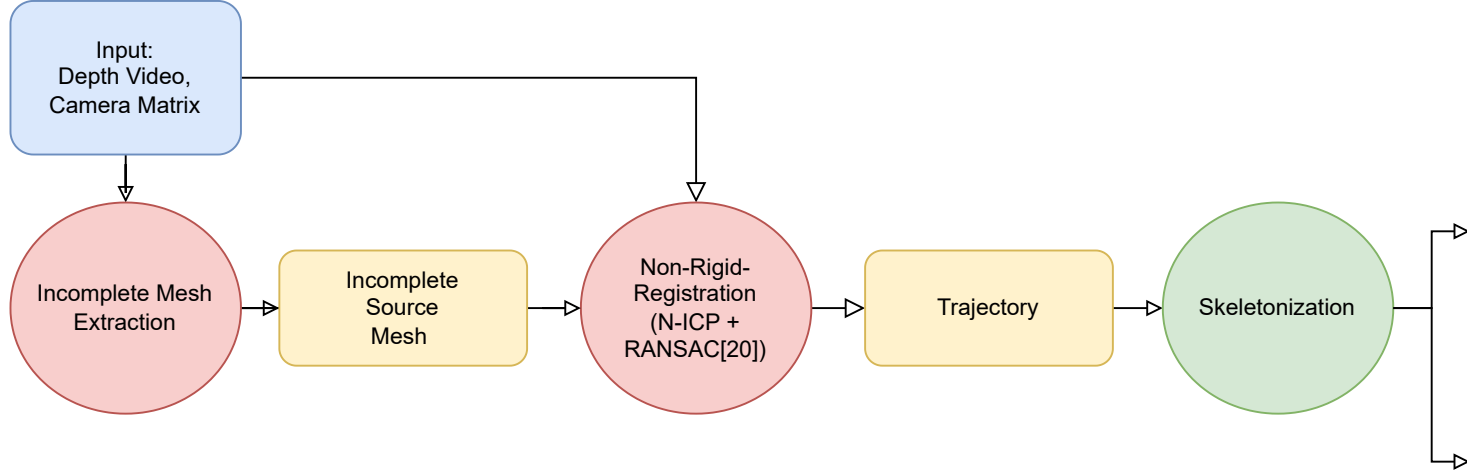 Input:
Depth Video,
Camera Matrix
Incomplete Mesh
Extraction
Incomplete
Source
Mesh
Non-Rigid-
Registration
(N-ICP +
RANSAC[20])
Trajectory
Skeletonization